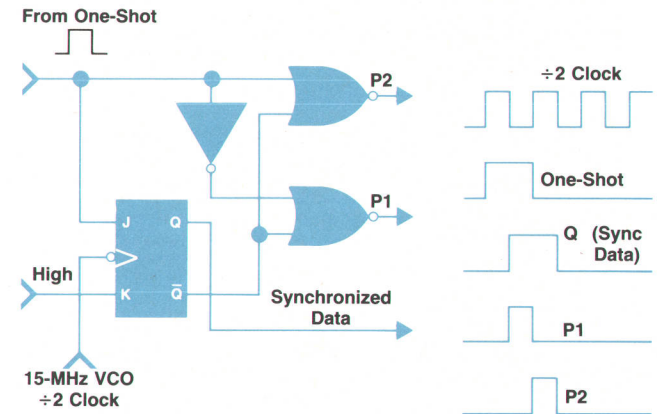 From One-Shot
P2
÷2 Clock
P1
One-Shot
J
Q
Q (Sync
Data)
High
K
Q̅
Synchronized
Data
P1
15-MHz VCO
÷2 Clock
P2